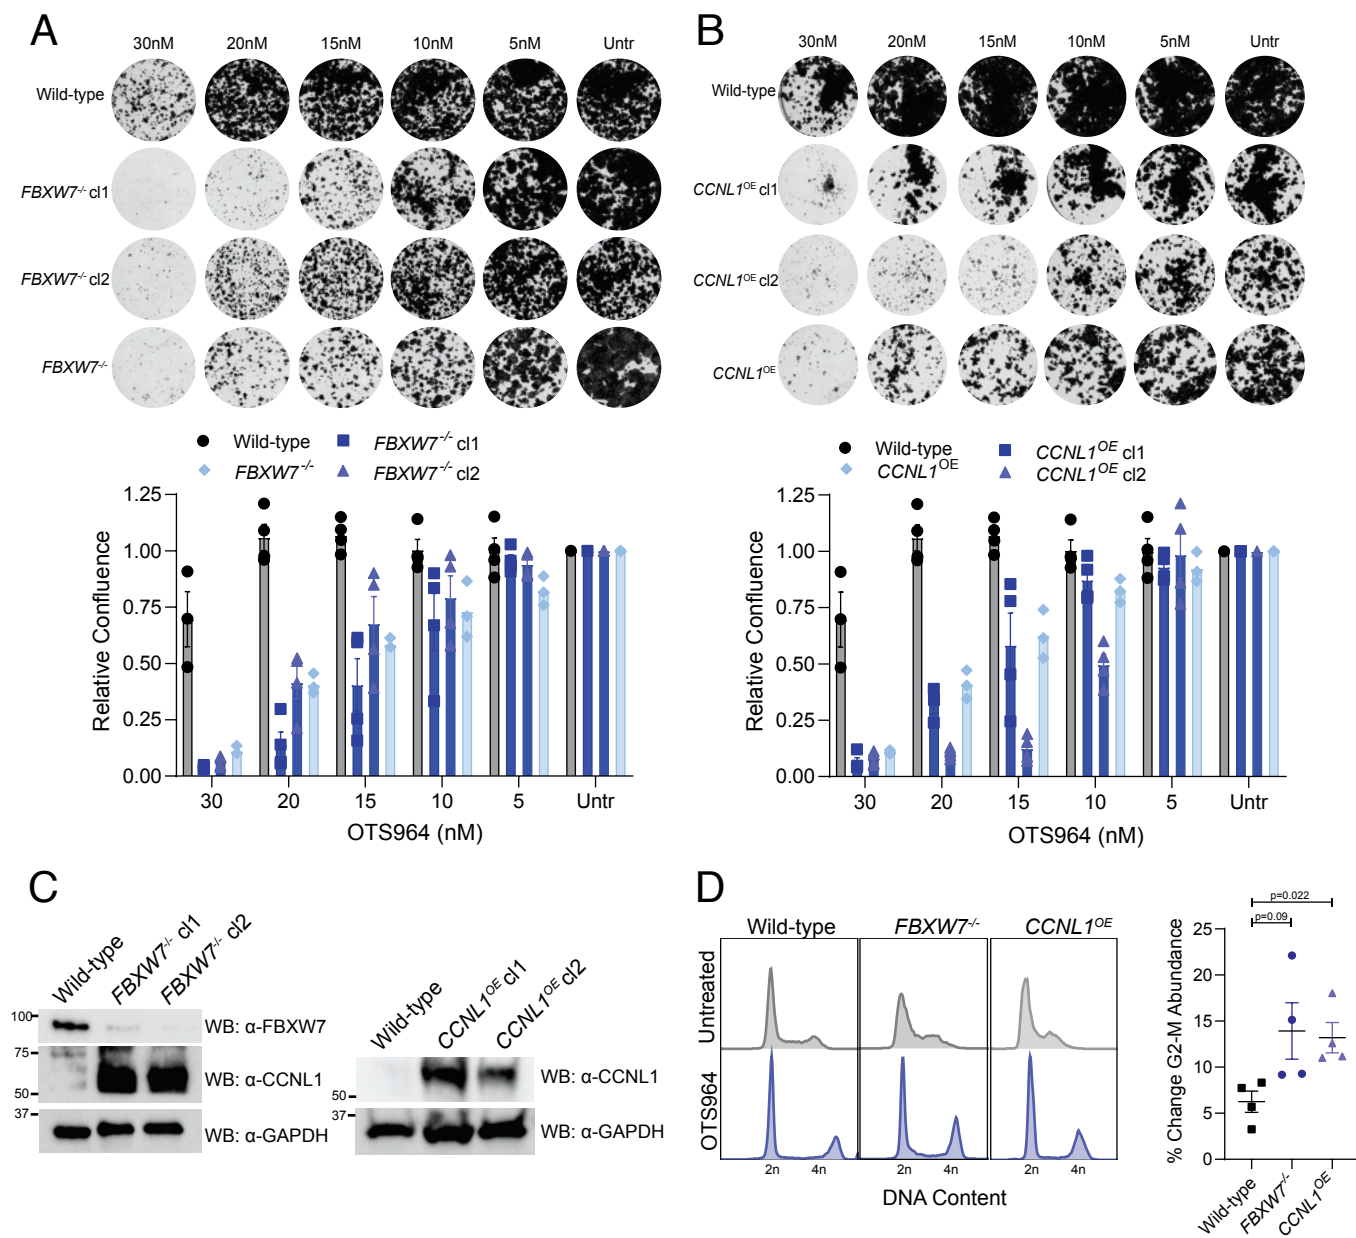 A
30nM 20nM 15nM 10nM 5nM Untr
Wild-type
FBXW7-/- cl1
FBXW7-/- cl2
FBXW7-/-
Wild-type
FBXW7-/- cl1
FBXW7-/-
FBXW7-/- cl2
Relative Confluence
1.25
1.00
0.75
0.50
0.25
0.00
30 20 15 10 5 Untr
OTS964 (nM)
B
30nM 20nM 15nM 10nM 5nM Untr
Wild-type
CCNL1OE cl1
CCNL1OE cl2
CCNL1OE
Wild-type
CCNL1OE cl1
CCNL1OE
CCNL1OE cl2
Relative Confluence
1.25
1.00
0.75
0.50
0.25
0.00
30 20 15 10 5 Untr
OTS964 (nM)
C
Wild-type
FBXW7-/- cl1
FBXW7-/- cl2
100
WB: α-FBXW7
75
WB: α-CCNL1
50
37
WB: α-GAPDH
Wild-type
CCNL1OE cl1
CCNL1OE cl2
WB: α-CCNL1
50
37
WB: α-GAPDH
D
Wild-type FBXW7-/- CCNL1OE
Untreated
OTS964
2n 4n 2n 4n 2n 4n
DNA Content
p=0.022
p=0.09
% Change G2-M Abundance
25
20
15
10
5
0
Wild-type
FBXW7-/-
CCNL1OE